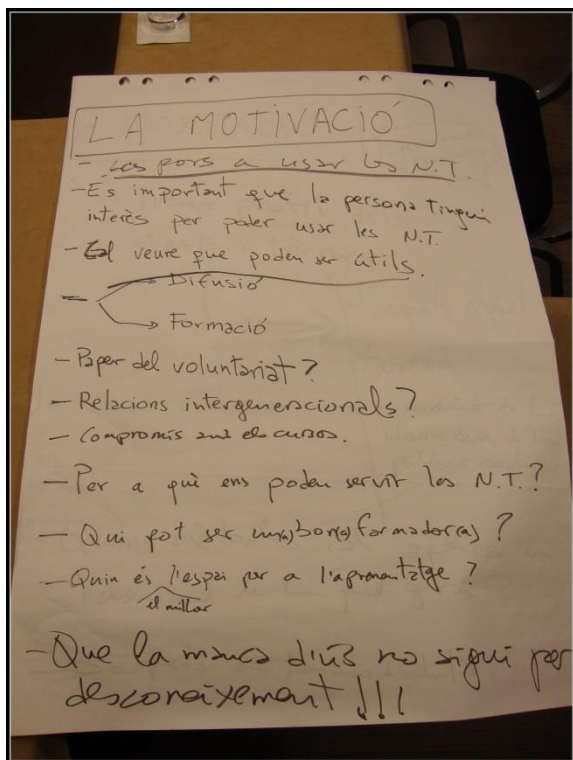 LA MOTIVACIÓ
- Les pors a usar les N.T.
- És important que la persona tingui
interès per poder usar les N.T.
- El veure que poden ser útils.
- → Difusió
→ Formació
- Paper del voluntariat?
- Relacions intergeneracionals?
- Compromís amb els cursos.
- Per a què ens poden servir les N.T.?
- Qui pot ser un(a) bon(a) formador(a)?
- Quin és l'espai per a l'aprenentatge?
el millor
- Que la manca d'ús no sigui per
desconeixement!!!